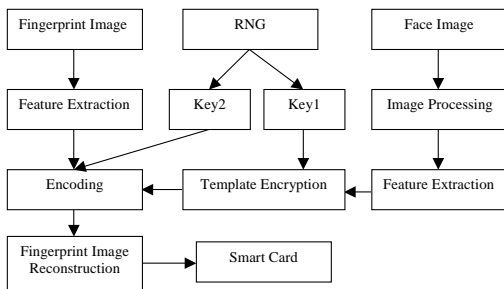 Fingerprint Image
RNG
Face Image
Feature Extraction
Key2
Key1
Image Processing
Encoding
Template Encryption
Feature Extraction
Fingerprint Image
Reconstruction
Smart Card